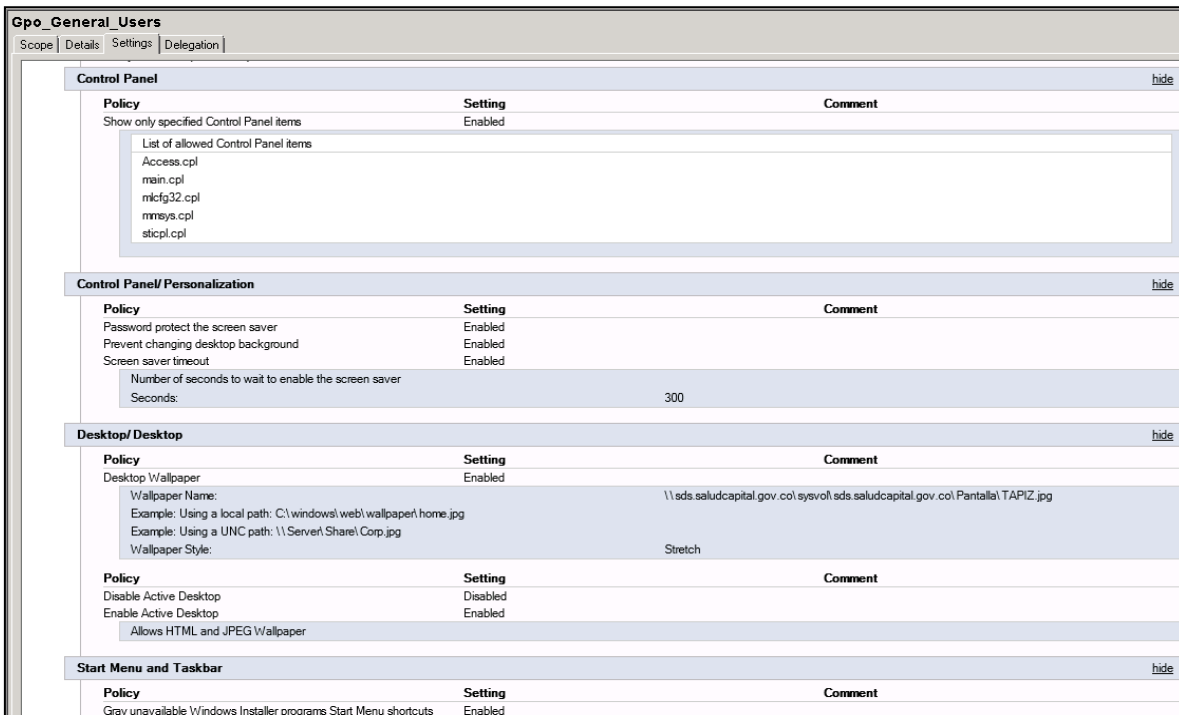 Gpo_General_Users
Scope Details Settings Delegation
Control Panel hide
Policy Setting Comment
Show only specified Control Panel items Enabled
List of allowed Control Panel items
Access.cpl
main.cpl
mlcfg32.cpl
mmsys.cpl
sticpl.cpl
Control Panel/Personalization hide
Policy Setting Comment
Password protect the screen saver Enabled
Prevent changing desktop background Enabled
Screen saver timeout Enabled
Number of seconds to wait to enable the screen saver
Seconds: 300
Desktop/Desktop hide
Policy Setting Comment
Desktop Wallpaper Enabled
Wallpaper Name: \\sds.saludcapital.gov.co\sysvol\sds.saludcapital.gov.co\Pantalla\TAPIZ.jpg
Example: Using a local path: C:\windows\web\wallpaper\home.jpg
Example: Using a UNC path: \\Server\Share\Corp.jpg
Wallpaper Style: Stretch
Policy Setting Comment
Disable Active Desktop Disabled
Enable Active Desktop Enabled
Allows HTML and JPEG Wallpaper
Start Menu and Taskbar hide
Policy Setting Comment
Gray unavailable Windows Installer programs Start Menu shortcuts Enabled